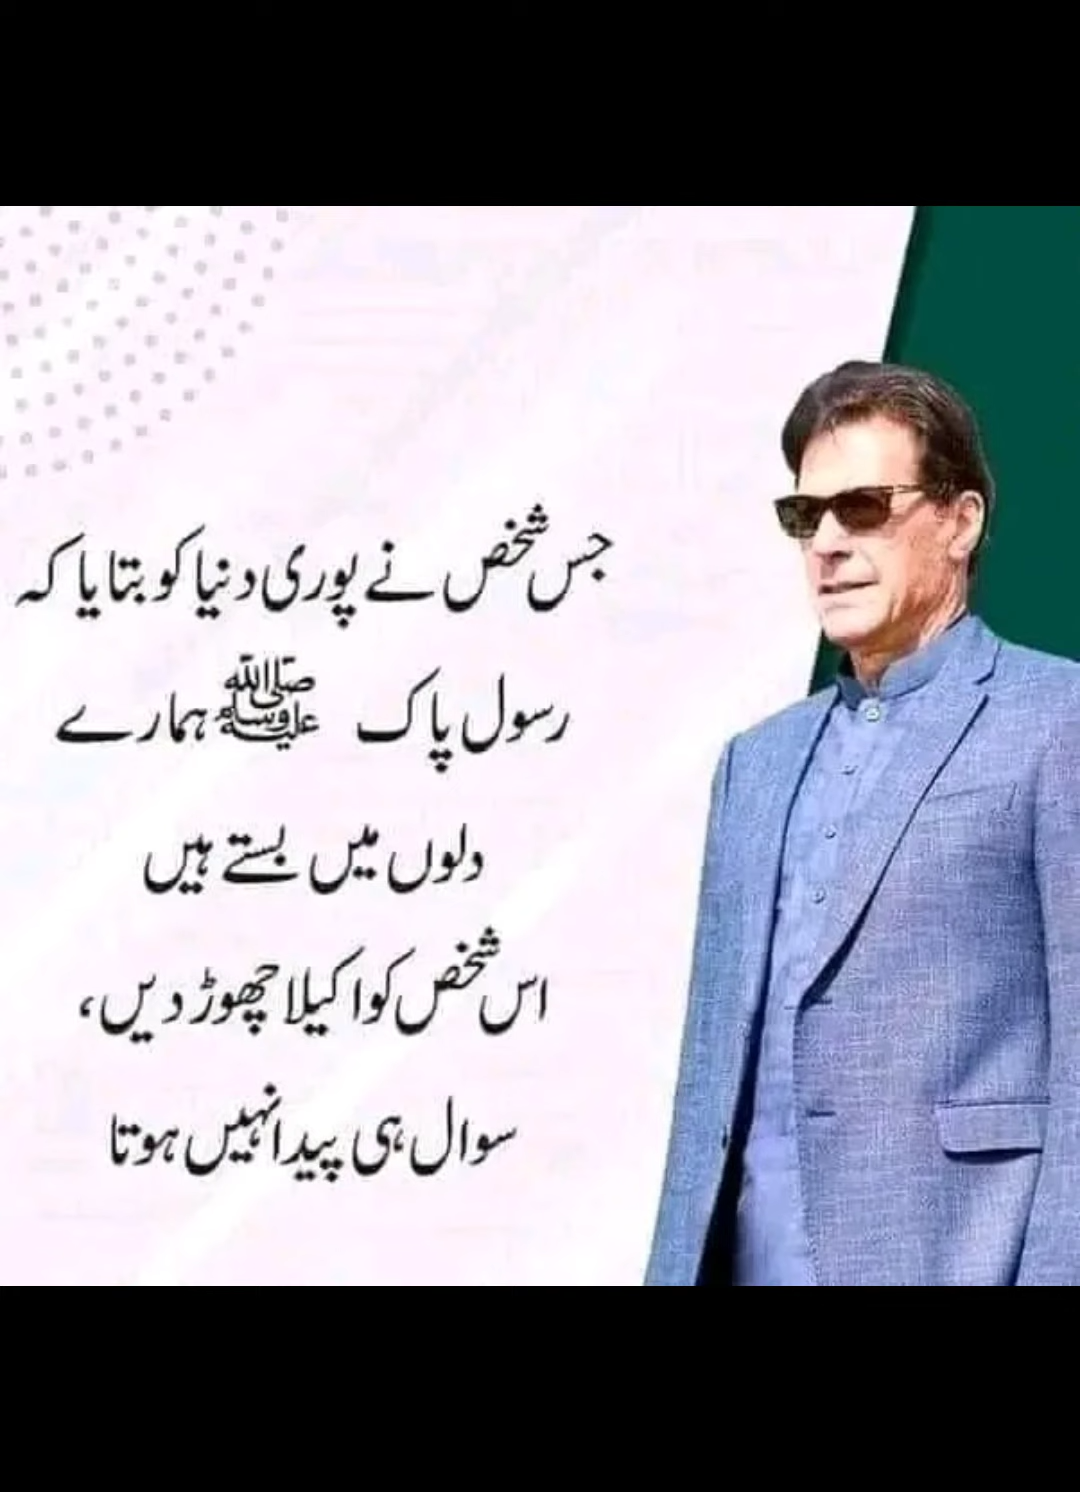 جس شخص نے پوری دنیا کو بتایا کہ
رسول پاک ﷺ ہمارے
دلوں میں بستے ہیں
اس شخص کو اکیلا چھوڑ دیں،
سوال ہی پیدا نہیں ہوتا